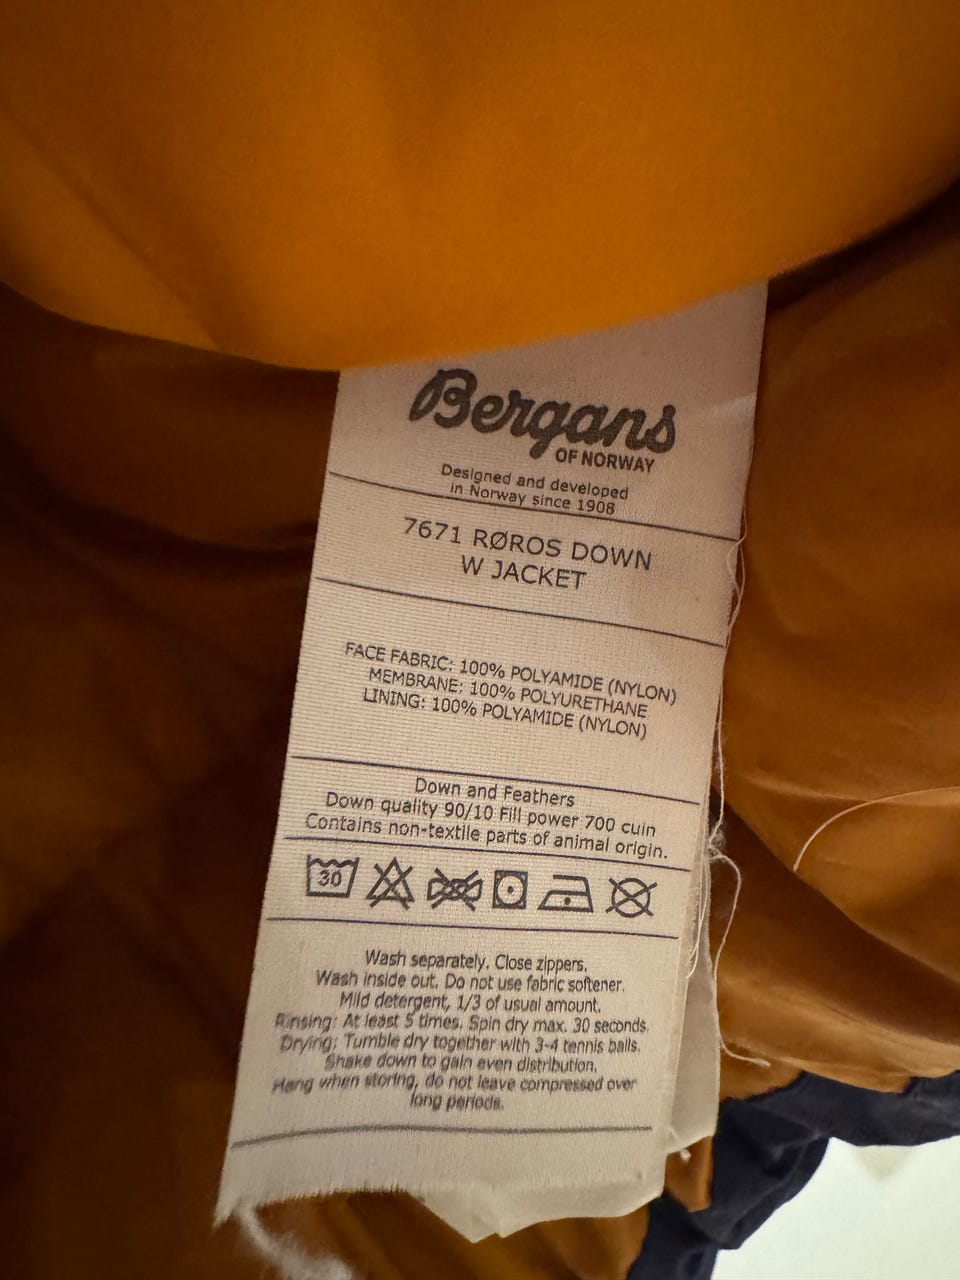 Bergans
OF NORWAY
Designed and developed
in Norway since 1908
7671 RØROS DOWN
W JACKET
FACE FABRIC: 100% POLYAMIDE (NYLON)
MEMBRANE: 100% POLYURETHANE
LINING: 100% POLYAMIDE (NYLON)
Down and Feathers
Down quality 90/10 Fill power 700 cuin
Contains non-textile parts of animal origin.
30
Wash separately. Close zippers.
Wash inside out. Do not use fabric softener.
Mild detergent, 1/3 of usual amount.
Rinsing: At least 5 times. Spin dry max. 30 seconds.
Drying: Tumble dry together with 3-4 tennis balls.
Shake down to gain even distribution.
Hang when storing, do not leave compressed over
long periods.